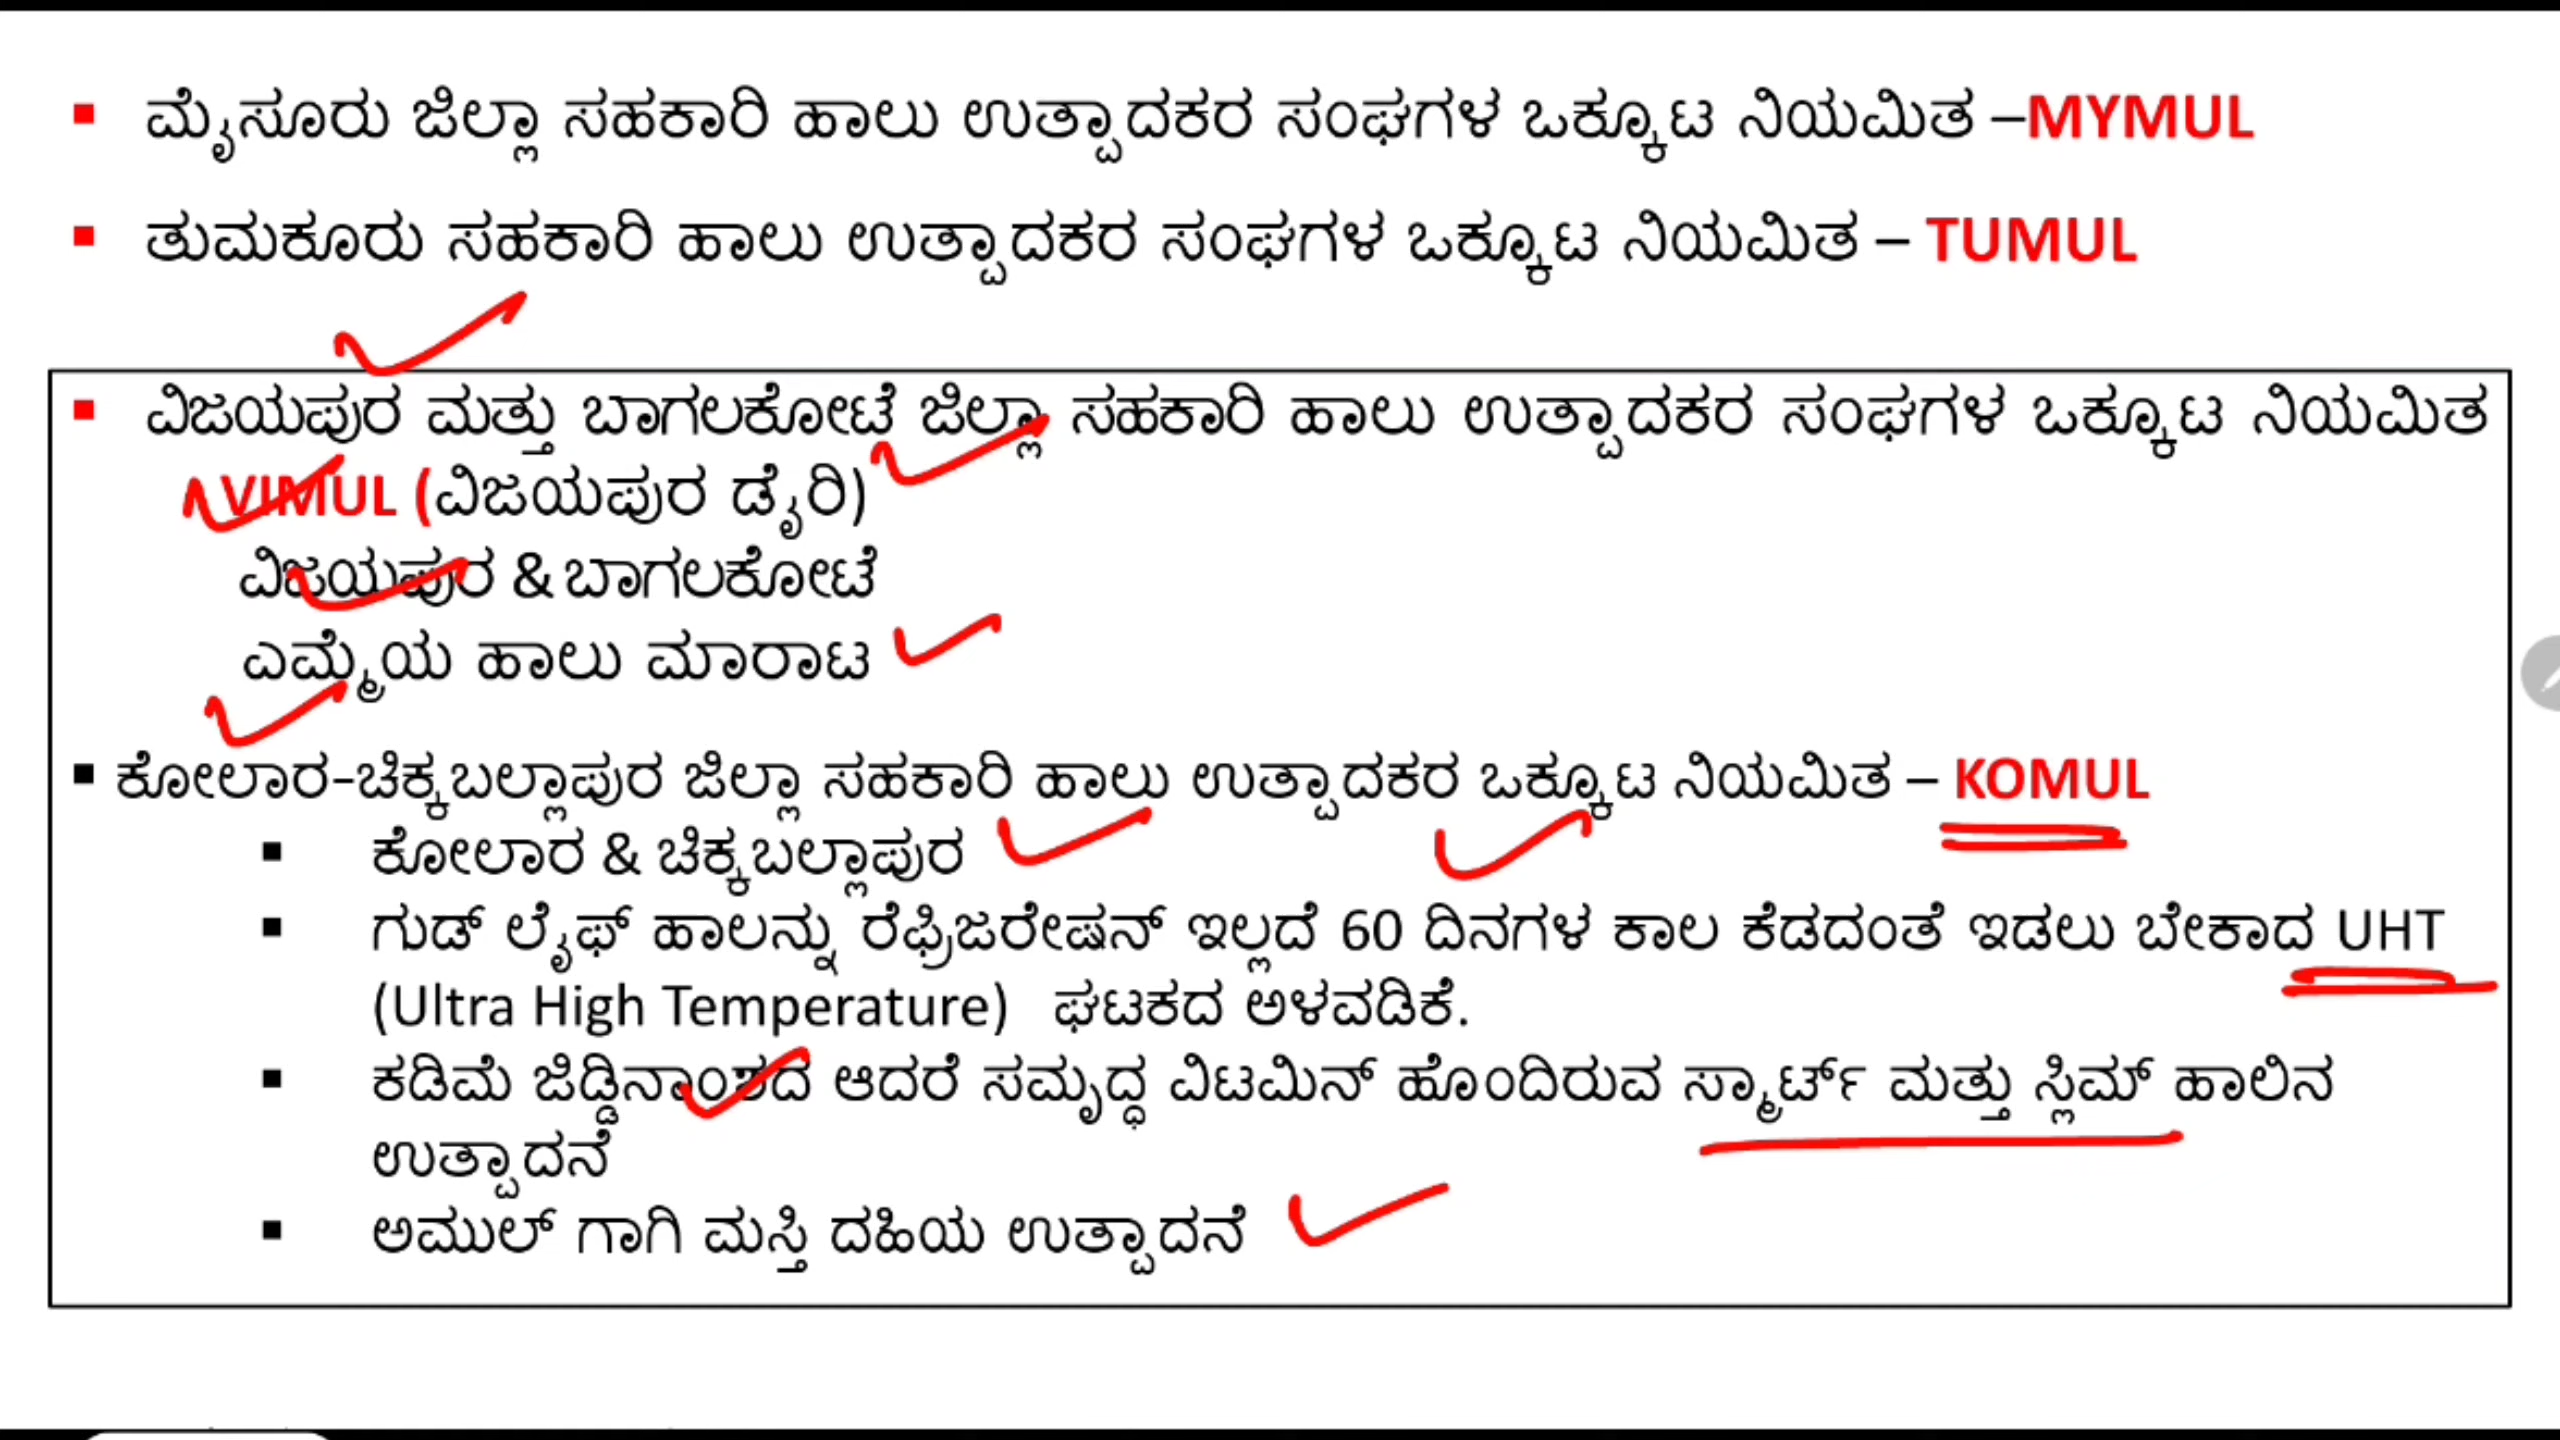 ▪ ಮೈಸೂರು ಜಿಲ್ಲಾ ಸಹಕಾರಿ ಹಾಲು ಉತ್ಪಾದಕರ ಸಂಘಗಳ ಒಕ್ಕೂಟ ನಿಯಮಿತ –MYMUL
▪ ತುಮಕೂರು ಸಹಕಾರಿ ಹಾಲು ಉತ್ಪಾದಕರ ಸಂಘಗಳ ಒಕ್ಕೂಟ ನಿಯಮಿತ – TUMUL
▪ ವಿಜಯಪುರ ಮತ್ತು ಬಾಗಲಕೋಟೆ ಜಿಲ್ಲಾ ಸಹಕಾರಿ ಹಾಲು ಉತ್ಪಾದಕರ ಸಂಘಗಳ ಒಕ್ಕೂಟ ನಿಯಮಿತ
VIMUL (ವಿಜಯಪುರ ಡೈರಿ)
ವಿಜಯಪುರ & ಬಾಗಲಕೋಟೆ
ಎಮ್ಮೆಯ ಹಾಲು ಮಾರಾಟ
▪ ಕೋಲಾರ-ಚಿಕ್ಕಬಲ್ಲಾಪುರ ಜಿಲ್ಲಾ ಸಹಕಾರಿ ಹಾಲು ಉತ್ಪಾದಕರ ಒಕ್ಕೂಟ ನಿಯಮಿತ – KOMUL
▪ ಕೋಲಾರ & ಚಿಕ್ಕಬಲ್ಲಾಪುರ
▪ ಗುಡ್ ಲೈಫ್ ಹಾಲನ್ನು ರೆಫ್ರಿಜರೇಷನ್ ಇಲ್ಲದೆ 60 ದಿನಗಳ ಕಾಲ ಕೆಡದಂತೆ ಇಡಲು ಬೇಕಾದ UHT
(Ultra High Temperature) ಘಟಕದ ಅಳವಡಿಕೆ.
▪ ಕಡಿಮೆ ಜಿಡ್ಡಿನಾಂಶದ ಆದರೆ ಸಮೃದ್ಧ ವಿಟಮಿನ್ ಹೊಂದಿರುವ ಸ್ಮಾರ್ಟ್ ಮತ್ತು ಸ್ಲಿಮ್ ಹಾಲಿನ
ಉತ್ಪಾದನೆ
▪ ಅಮುಲ್ ಗಾಗಿ ಮಸ್ತಿ ದಹಿಯ ಉತ್ಪಾದನೆ